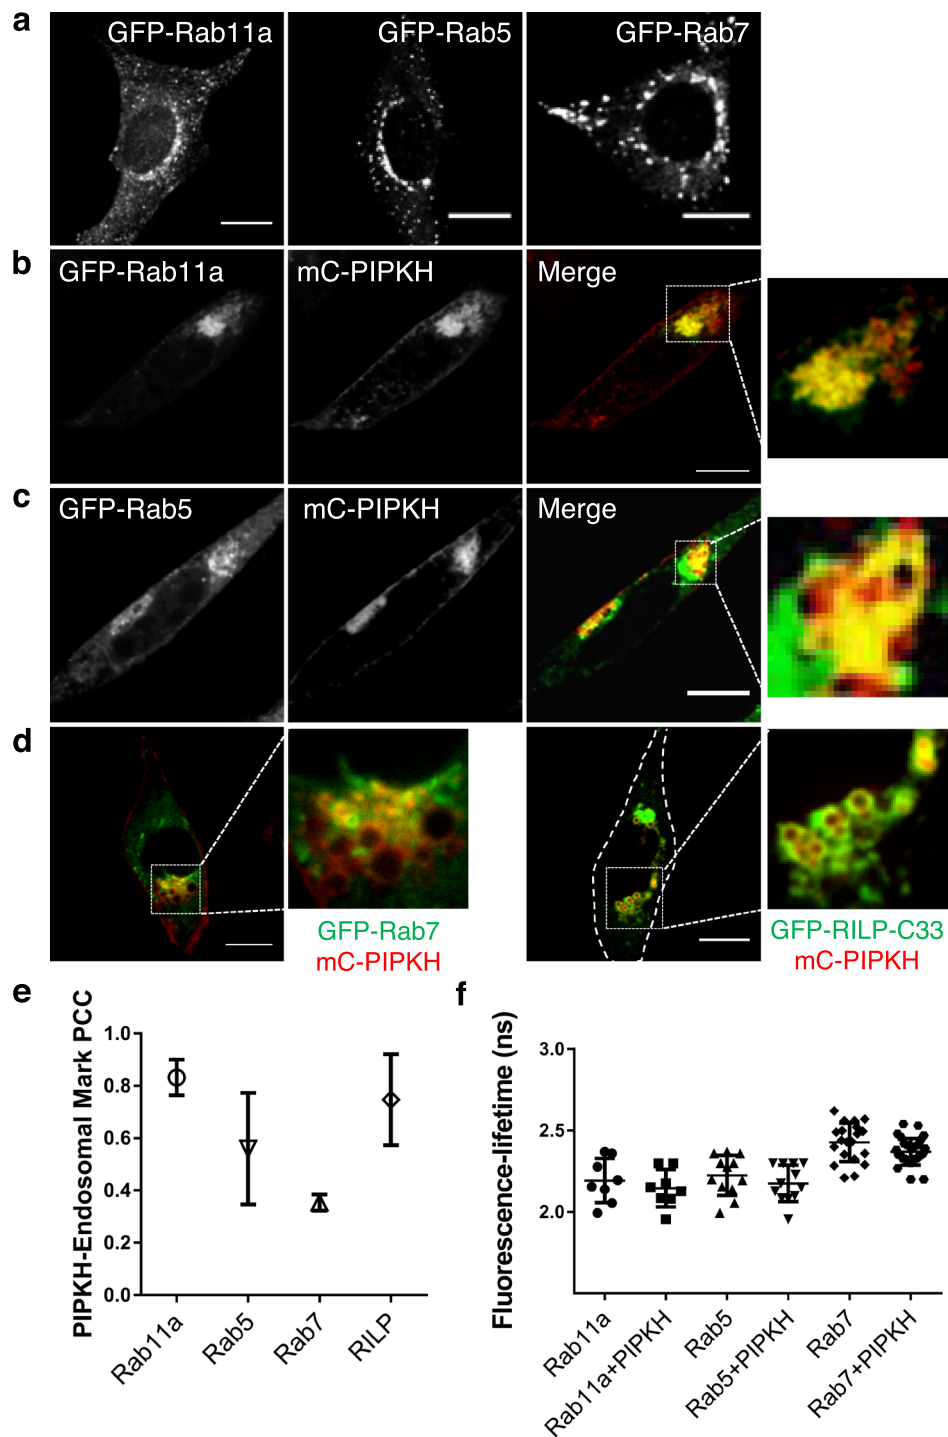 a
GFP-Rab11a
GFP-Rab5
GFP-Rab7
b
GFP-Rab11a
mC-PIPKH
Merge
c
GFP-Rab5
mC-PIPKH
Merge
d
GFP-Rab7
mC-PIPKH
GFP-RILP-C33
mC-PIPKH
e
PIPKH-Endosomal Mark PCC
1.0
0.8
0.6
0.4
0.2
0.0
Rab11a
Rab5
Rab7
RILP
f
Fluorescence-lifetime (ns)
3.0
2.5
2.0
Rab11a
Rab11a+PIPKH
Rab5
Rab5+PIPKH
Rab7
Rab7+PIPKH